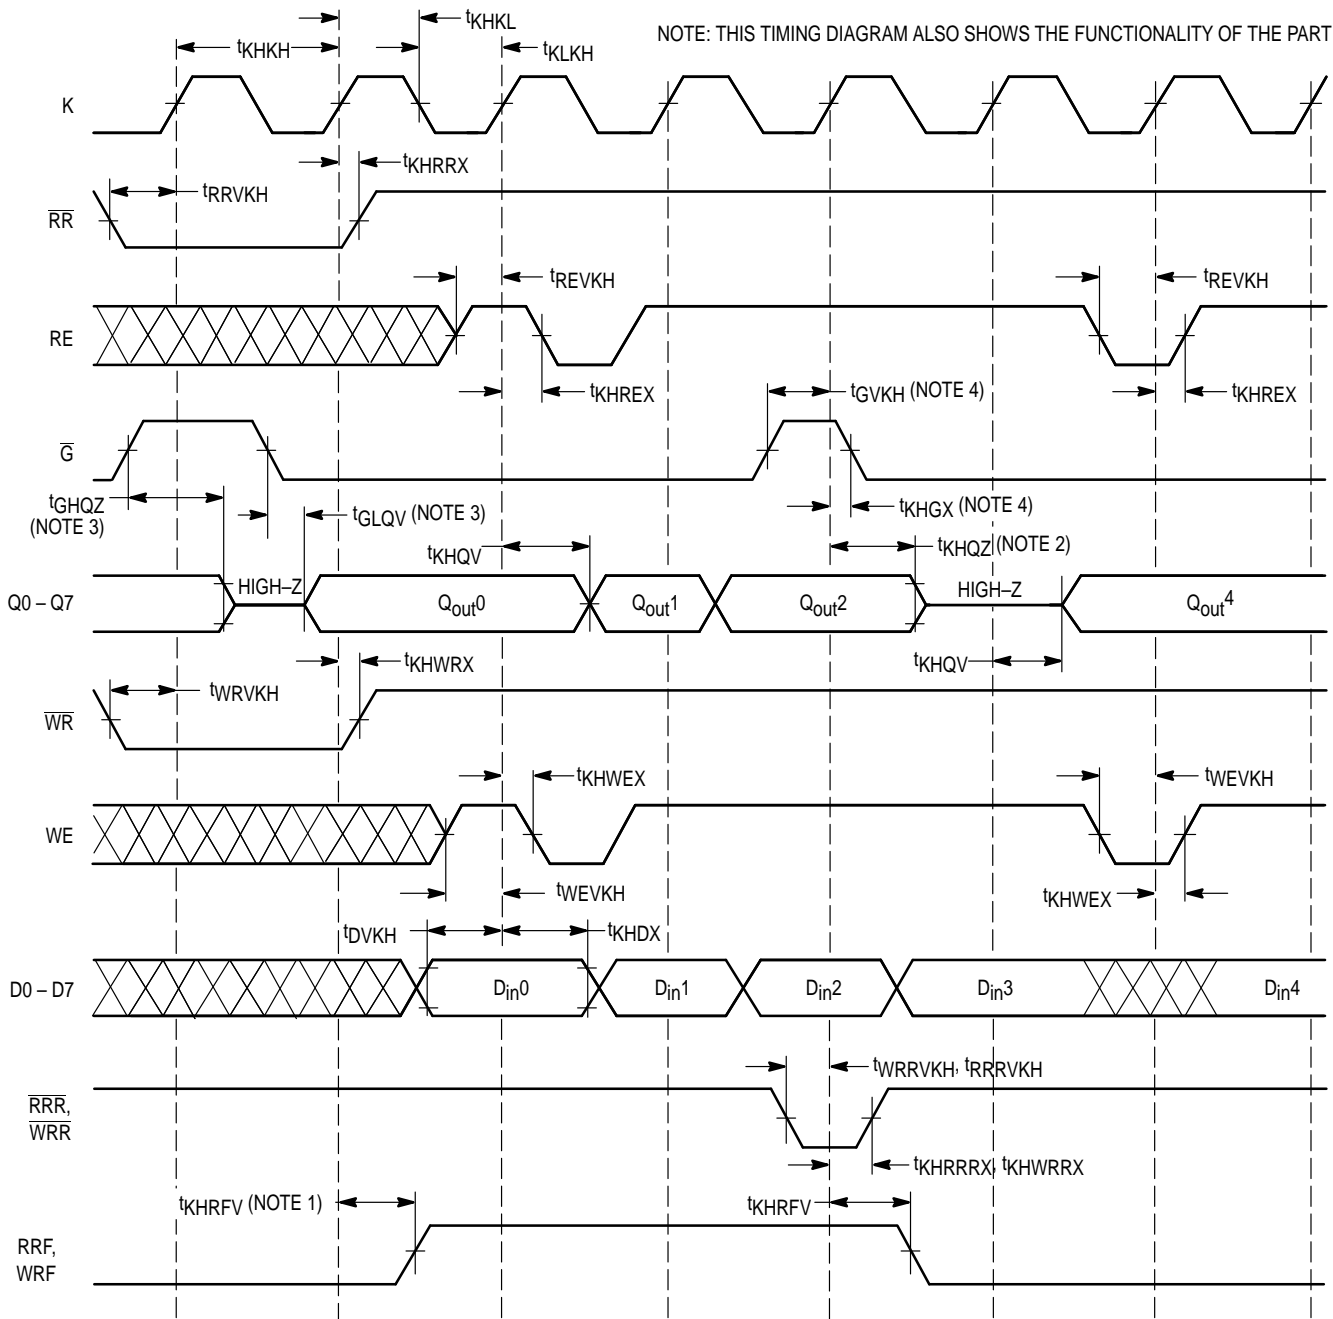 NOTE: THIS TIMING DIAGRAM ALSO SHOWS THE FUNCTIONALITY OF THE PART
tKHKL
tKHKH
tKLKH
K
tKHRRX
tRRVKH
RR
tREVKH
tREVKH
RE
tKHREX
tGVKH (NOTE 4)
tKHREX
G
tGHQZ
(NOTE 3)
tGLQV (NOTE 3)
tKHGX (NOTE 4)
tKHQV
tKHQZ (NOTE 2)
HIGH–Z
HIGH–Z
Q0 – Q7
Qout0
Qout1
Qout2
Qout4
tKHWRX
tKHQV
tWRVKH
WR
tKHWEX
tWEVKH
WE
tWEVKH
tKHWEX
tDVKH
tKHDX
D0 – D7
Din0
Din1
Din2
Din3
Din4
tWRRVKH, tRRRVKH
RRR,
WRR
tKHRRRX, tKHWRRX
tKHRFV (NOTE 1)
tKHRFV
RRF,
WRF